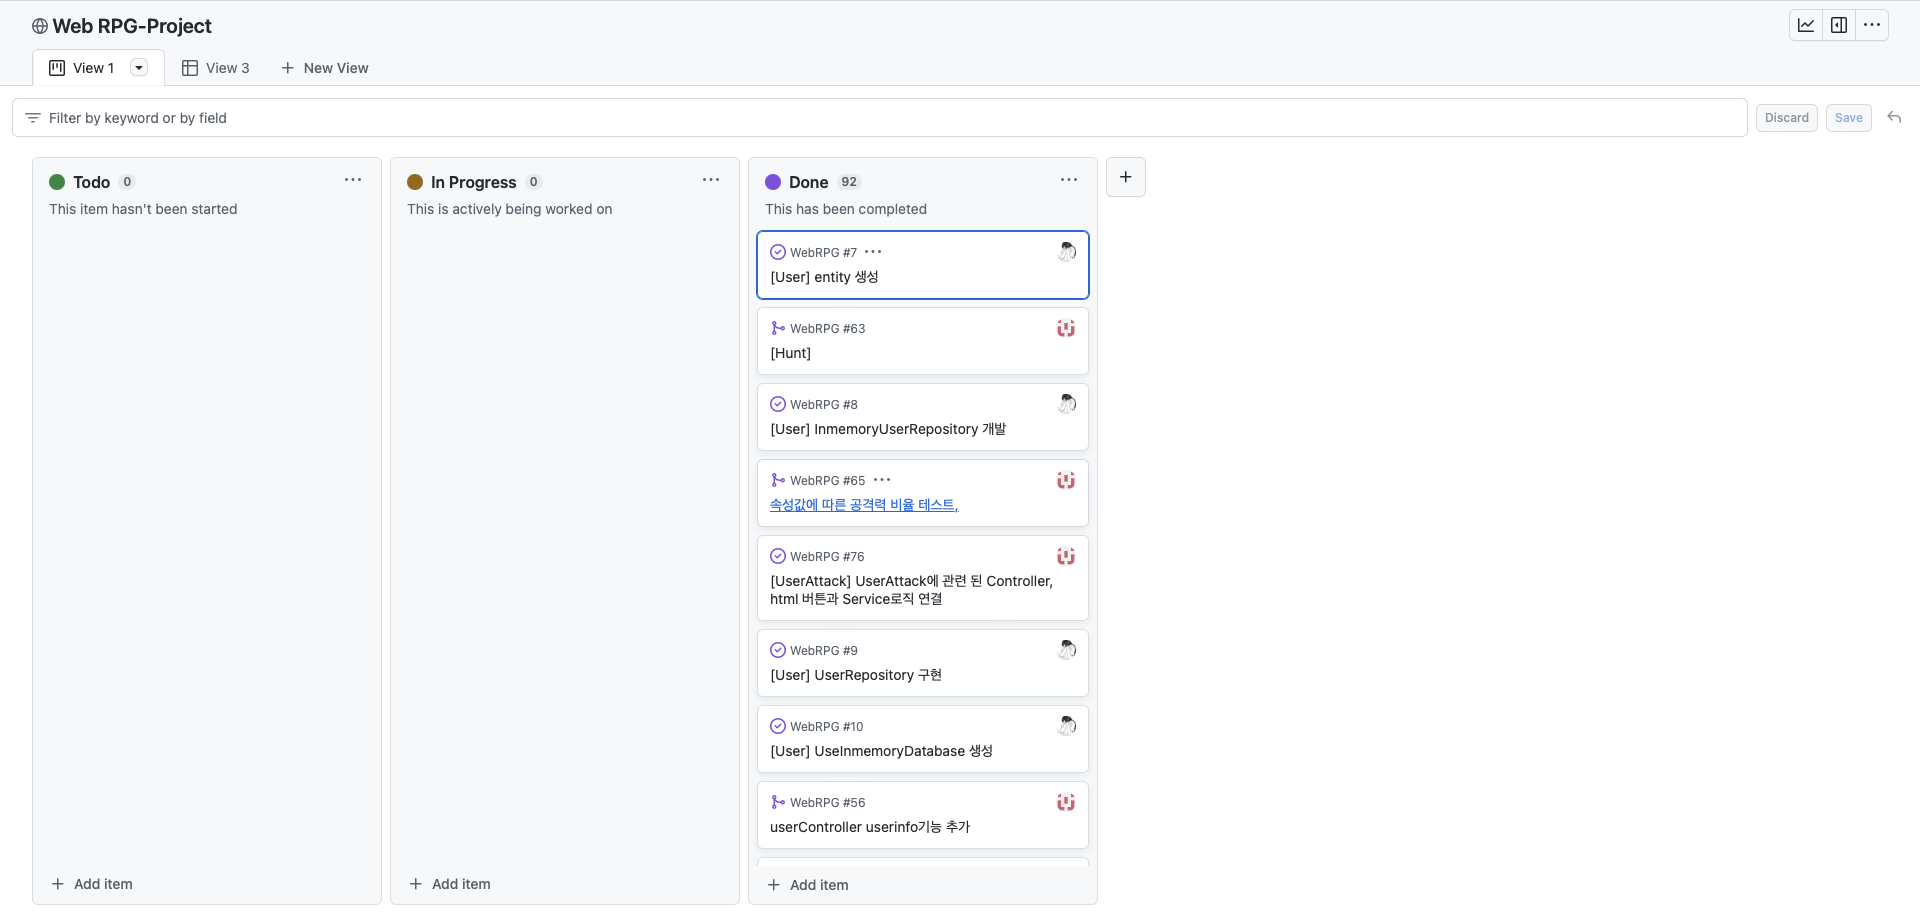 Web RPG-Project
View 1
View 3
New View
Filter by keyword or by field
Discard
Save
Todo 0
This item hasn't been started
Add item
In Progress 0
This is actively being worked on
Add item
Done 92
This has been completed
WebRPG #7
[User] entity 생성
WebRPG #63
[Hunt]
WebRPG #8
[User] InmemoryUserRepository 개발
WebRPG #65
속성값에 따른 공격력 비율 테스트,
WebRPG #76
[UserAttack] UserAttack에 관련 된 Controller,
html 버튼과 Service로직 연결
WebRPG #9
[User] UserRepository 구현
WebRPG #10
[User] UseInmemoryDatabase 생성
WebRPG #56
userController userinfo기능 추가
Add item